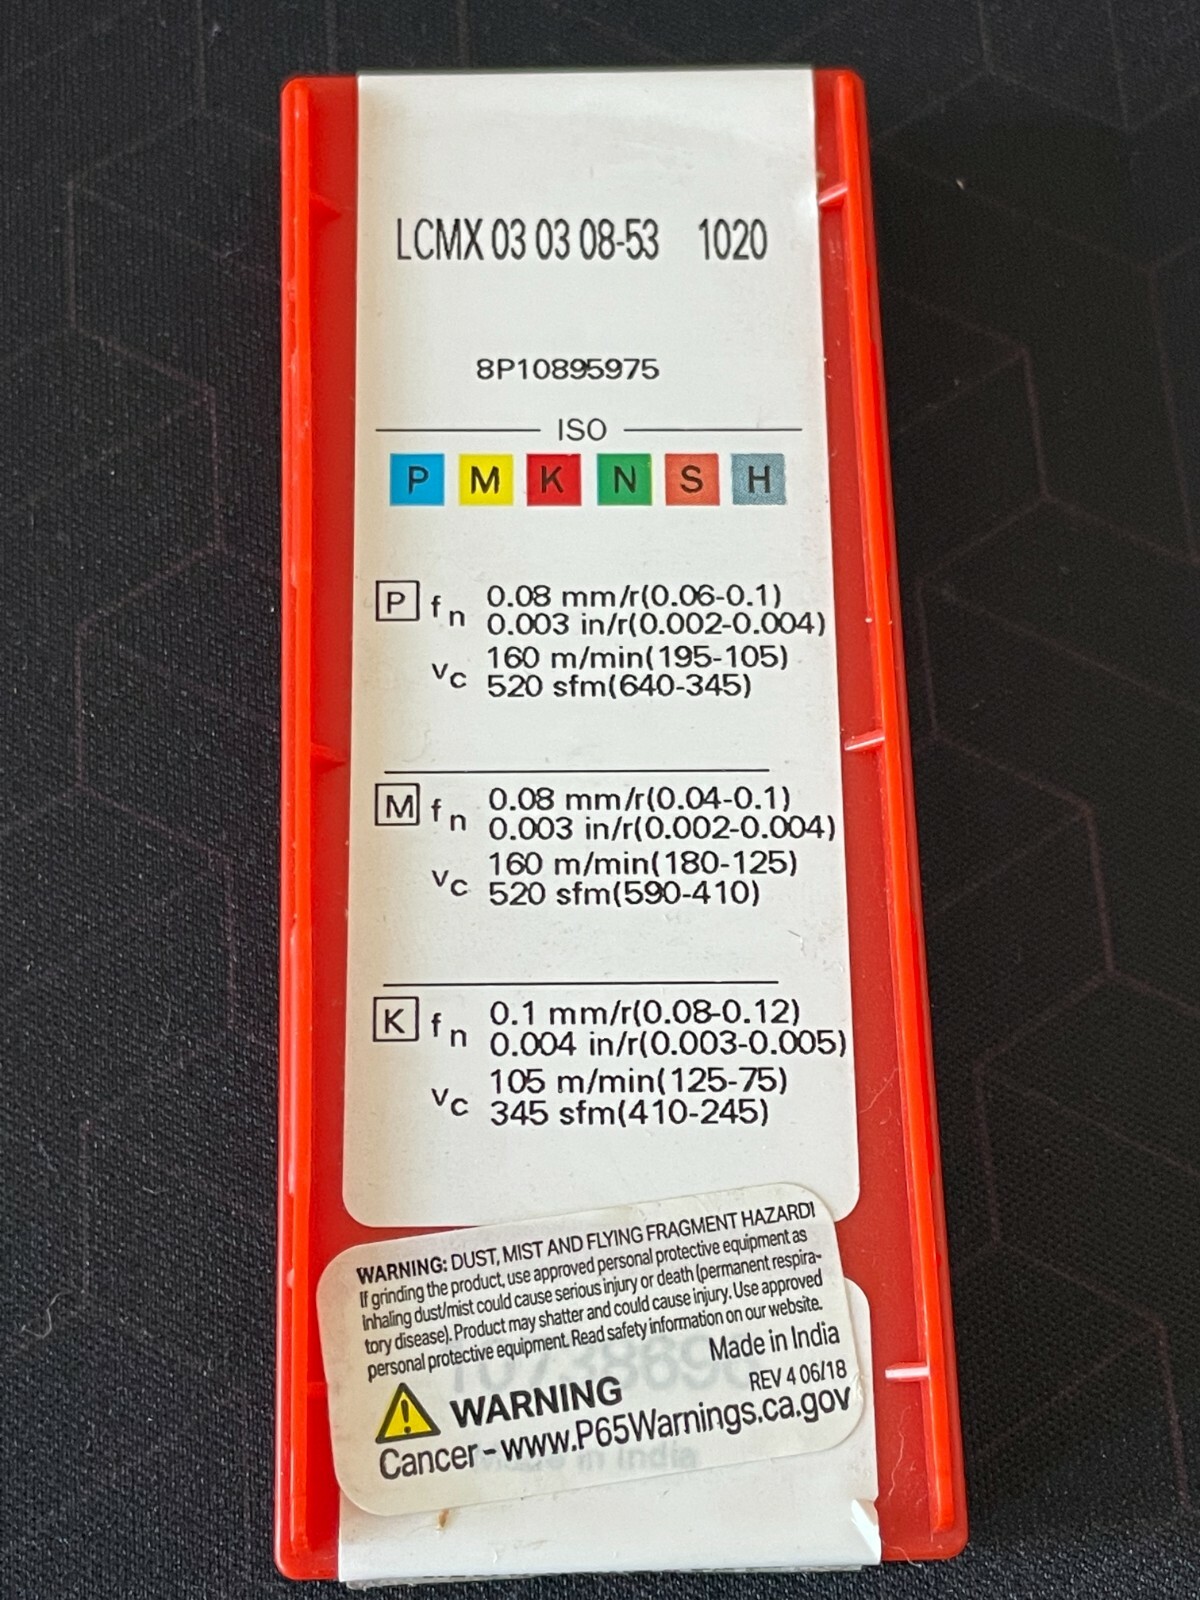 LCMX 03 03 08-53 1020
8P10895975
ISO
P M K N S H
P fn 0.08 mm/r(0.06-0.1)
0.003 in/r(0.002-0.004)
vc 160 m/min(195-105)
520 sfm(640-345)
M fn 0.08 mm/r(0.04-0.1)
0.003 in/r(0.002-0.004)
vc 160 m/min(180-125)
520 sfm(590-410)
K fn 0.1 mm/r(0.08-0.12)
0.004 in/r(0.003-0.005)
vc 105 m/min(125-75)
345 sfm(410-245)
WARNING: DUST, MIST AND FLYING FRAGMENT HAZARD!
If grinding the product, use approved personal protective equipment as
Inhaling dust/mist could cause serious injury or death (permanent respira-
tory disease). Product may shatter and could cause injury. Use approved
personal protective equipment. Read safety information on our website.
Made in India
REV 4 06/18
WARNING
Cancer - www.P65Warnings.ca.gov
Made in India